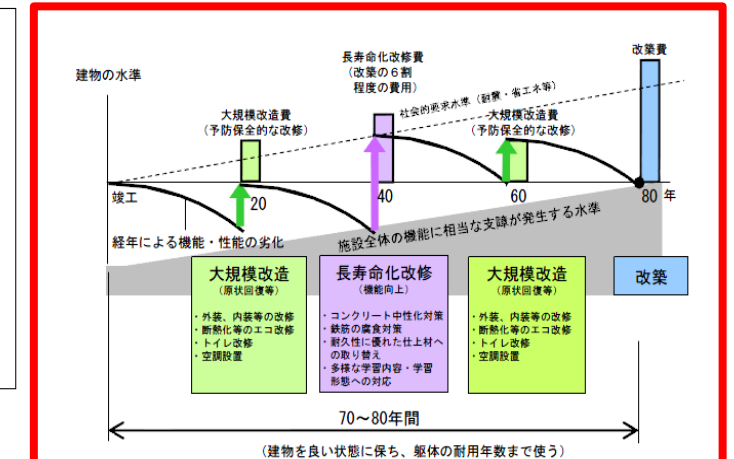 改築費
長寿命化改修費
(改築の6割
程度の費用)
建物の水準
社会的要求水準(耐震・省エネ等)
大規模改造費
(予防保全的な改修)
大規模改造費
(予防保全的な改修)
竣工
20
40
60
80 年
経年による機能・性能の劣化
施設全体の機能に相当な支障が発生する水準
大規模改造
(原状回復等)
・外装、内装等の改修
・断熱化等のエコ改修
・トイレ改修
・空調設置
長寿命化改修
(機能向上)
・コンクリート中性化対策
・鉄筋の腐食対策
・耐久性に優れた仕上材へ
の取り替え
・多様な学習内容・学習
形態への対応
大規模改造
(原状回復等)
・外装、内装等の改修
・断熱化等のエコ改修
・トイレ改修
・空調設置
改築
70~80年間
(建物を良い状態に保ち、躯体の耐用年数まで使う)